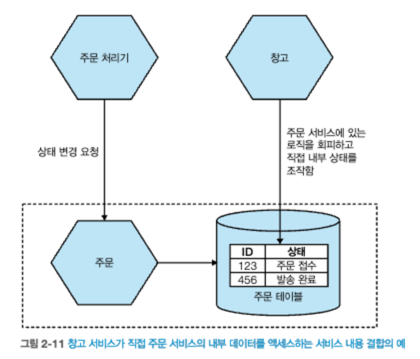 주문 처리기
창고
상태 변경 요청
주문 서비스에 있는
로직을 회피하고
직접 내부 상태를
조작함
주문
ID 상태
123 주문 접수
456 발송 완료
주문 테이블
그림 2-11 창고 서비스가 직접 주문 서비스의 내부 데이터를 액세스하는 서비스 내용 결합의 예